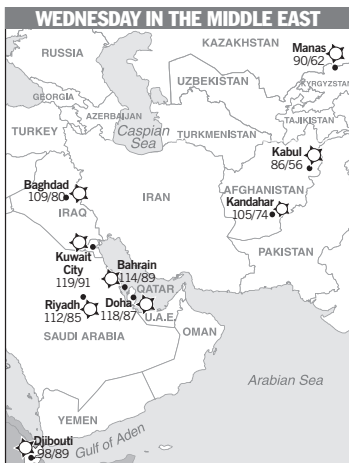 WEDNESDAY IN THE MIDDLE EAST
KAZAKHSTAN
RUSSIA
Manas
90/62
UZBEKISTAN
KYRGYZSTAN
GEORGIA
AZERBAIJAN
TAJIKISTAN
TURKEY
Caspian
Sea
TURKMENISTAN
Kabul
86/56
Baghdad
109/80
IRAQ
IRAN
AFGHANISTAN
Kandahar
105/74
PAKISTAN
Kuwait
City
119/91
Bahrain
114/89
QATAR
Riyadh
112/85
Doha
118/87
U.A.E.
SAUDI ARABIA
OMAN
Arabian Sea
YEMEN
Djibouti
98/89
Gulf of Aden